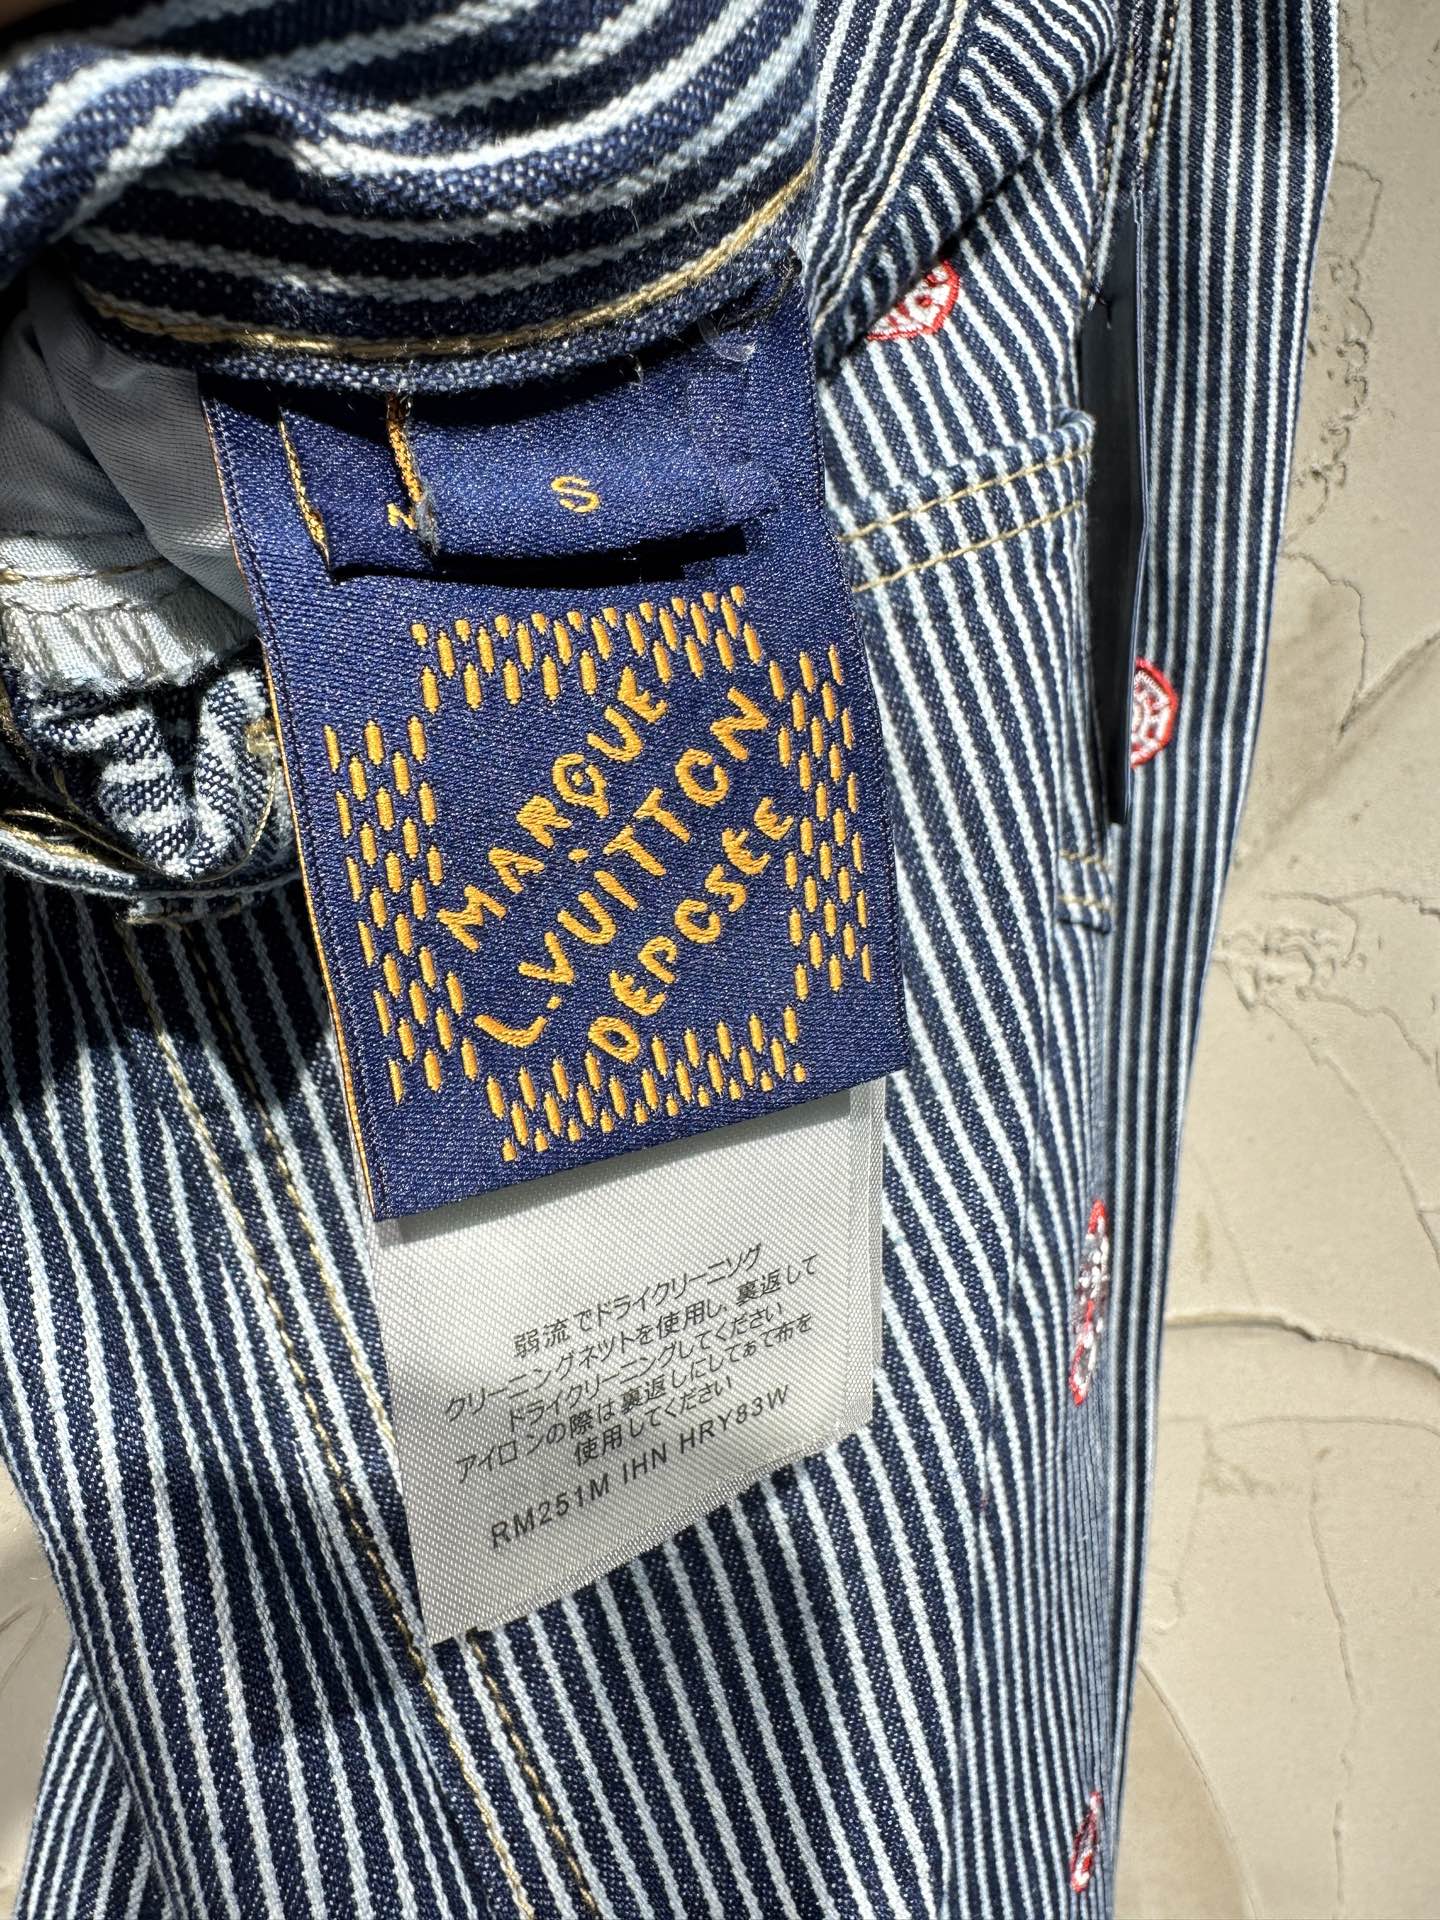 S
MARQUE
L.VUITTON
DEPOSEE
弱流でドライクリーニング
クリーニングネットを使用し、裏返して
ドライクリーニングしてください
アイロンの際は裏返しにしてあて布を
使用してください
RM251M IHN HRY83W